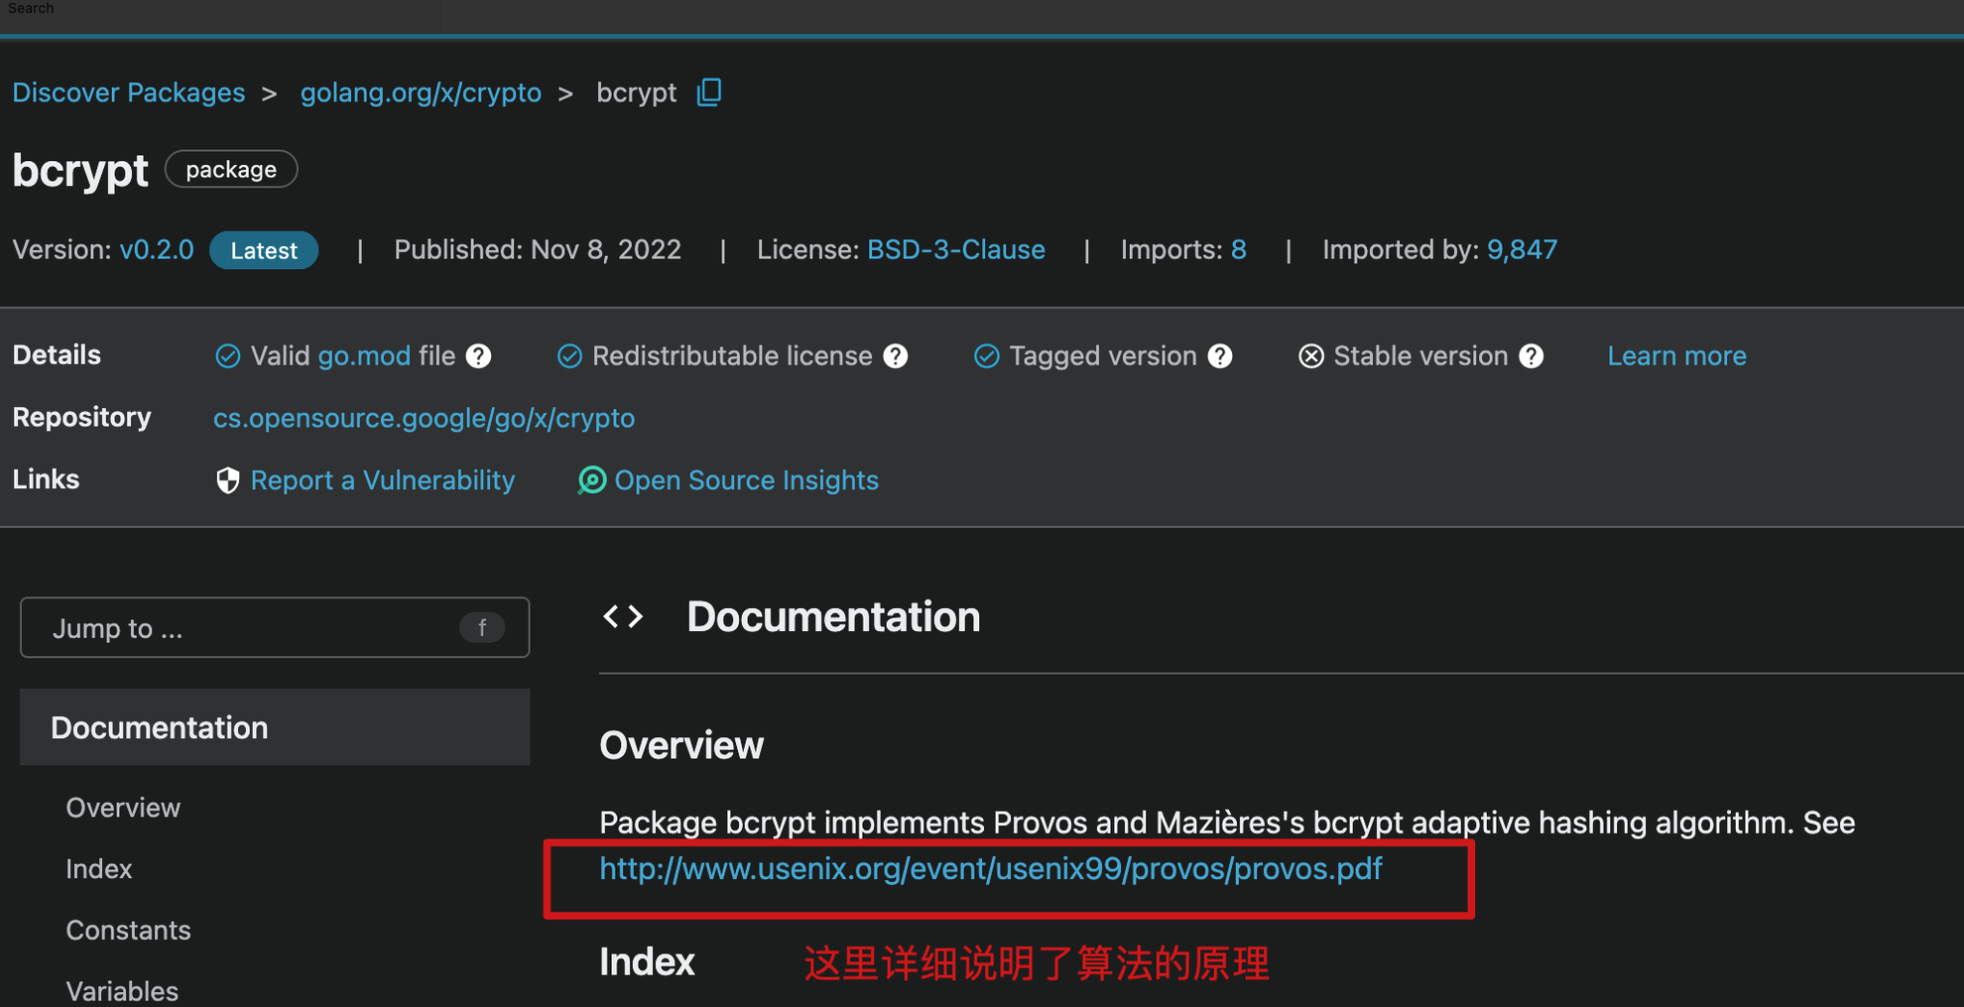 Search
Discover Packages > golang.org/x/crypto > bcrypt
bcrypt package
Version: v0.2.0 Latest | Published: Nov 8, 2022 | License: BSD-3-Clause | Imports: 8 | Imported by: 9,847
Details Valid go.mod file ? Redistributable license ? Tagged version ? Stable version ? Learn more
Repository cs.opensource.google/go/x/crypto
Links Report a Vulnerability Open Source Insights
Jump to ... f
Documentation
Overview
Index
Constants
Variables
<> Documentation
Overview
Package bcrypt implements Provos and Mazières's bcrypt adaptive hashing algorithm. See
http://www.usenix.org/event/usenix99/provos/provos.pdf
Index
这里详细说明了算法的原理